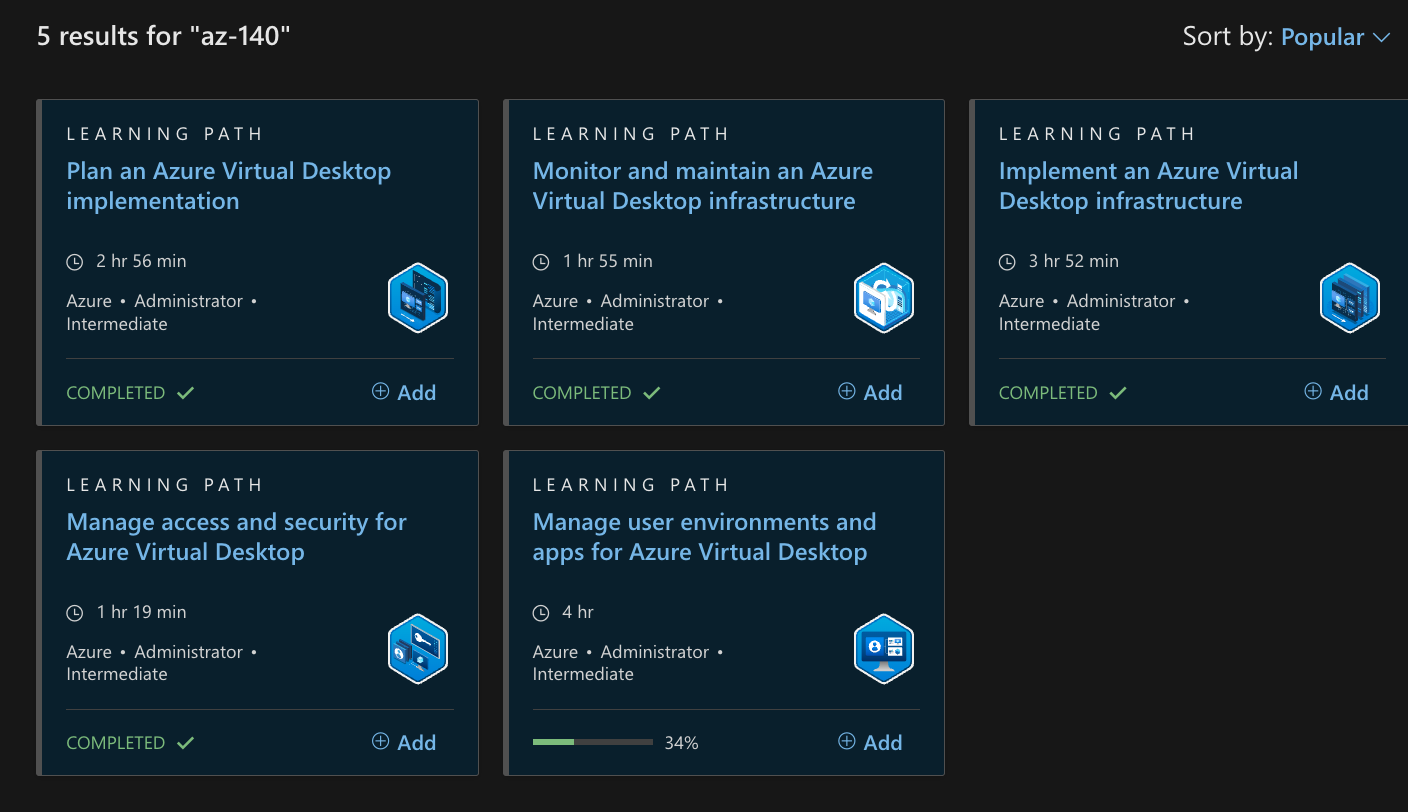 5 results for "az-140"
Sort by: Popular
LEARNING PATH
Plan an Azure Virtual Desktop
implementation
2 hr 56 min
Azure • Administrator •
Intermediate
COMPLETED
Add
LEARNING PATH
Monitor and maintain an Azure
Virtual Desktop infrastructure
1 hr 55 min
Azure • Administrator •
Intermediate
COMPLETED
Add
LEARNING PATH
Implement an Azure Virtual
Desktop infrastructure
3 hr 52 min
Azure • Administrator •
Intermediate
COMPLETED
Add
LEARNING PATH
Manage access and security for
Azure Virtual Desktop
1 hr 19 min
Azure • Administrator •
Intermediate
COMPLETED
Add
LEARNING PATH
Manage user environments and
apps for Azure Virtual Desktop
4 hr
Azure • Administrator •
Intermediate
34%
Add